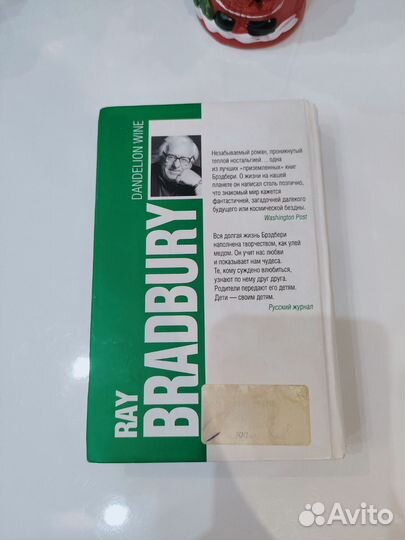 RAY
BRADBURY
DANDELION WINE
Незабываемый роман, проникнутый
теплой ностальгией ... одна
из лучших «приземленных» книг
Брэдбери. О жизни на нашей
планете он написал столь поэтично,
что знакомый мир кажется
фантастичней, загадочней далекого
будущего или космической бездны.
Washington Post
Вся долгая жизнь Брэдбери
наполнена творчеством, как улей
медом. Он учит нас любви
и показывает нам чудеса.
Те, кому суждено влюбиться,
узнают по нему друг друга.
Родители передают его детям.
Дети — своим детям.
Русский журнал
Avito